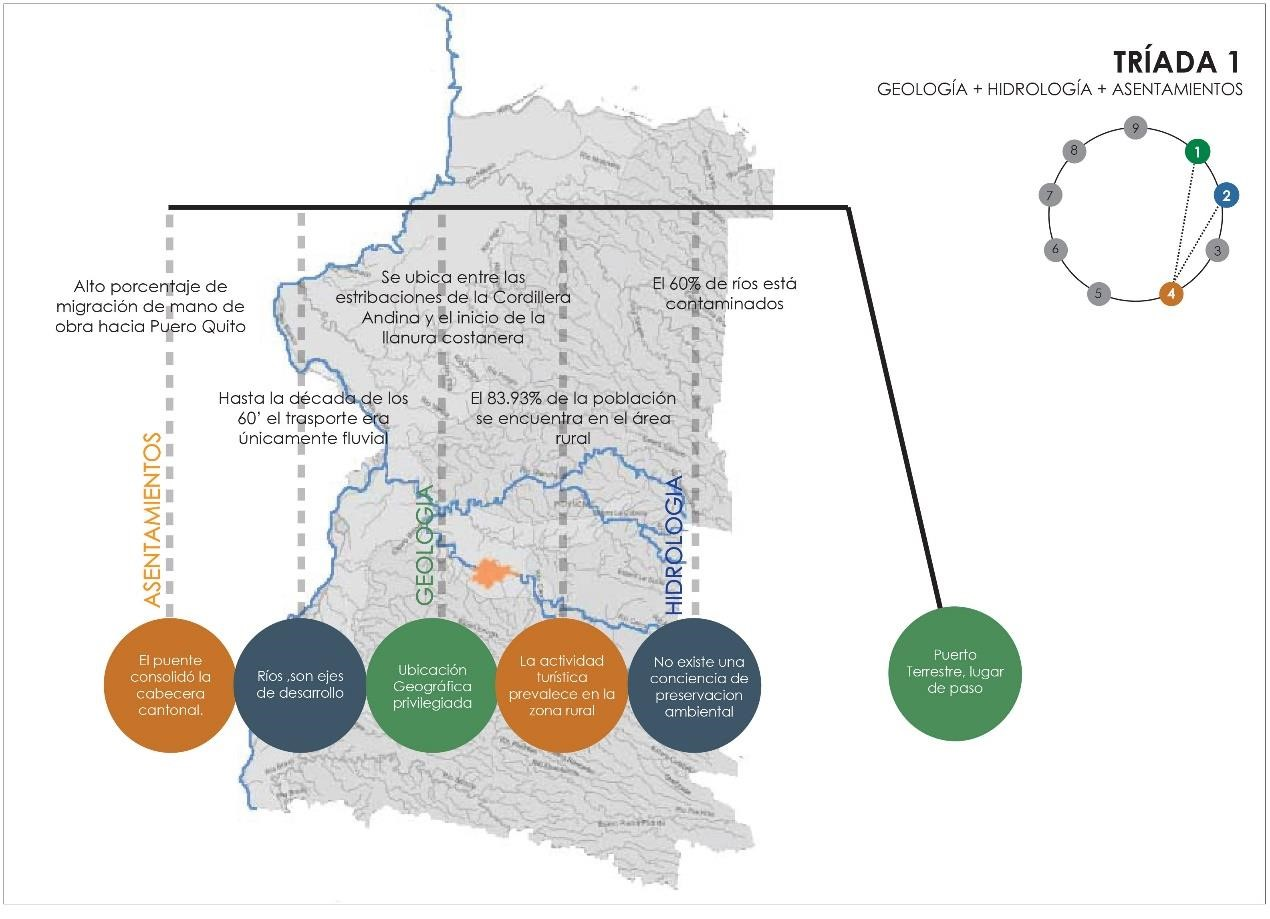 TRÍADA 1
GEOLOGÍA + HIDROLOGÍA + ASENTAMIENTOS
9
1
8
2
7
3
6
4
5
Alto porcentaje de
migración de mano de
obra hacia Puero Quito
Se ubica entre las
estribaciones de la Cordillera
Andina y el inicio de la
llanura costanera
El 60% de ríos está
contaminados
Hasta la década de los
60’ el trasporte era
únicamente fluvial
El 83.93% de la población
se encuentra en el área
rural
ASENTAMIENTOS
GEOLOGIA
HIDROLOGIA
El puente
consolidó la
cabecera
cantonal.
Ríos ,son ejes
de desarrollo
Ubicación
Geográfica
privilegiada
La actividad
turística
prevalece en la
zona rural
No existe una
conciencia de
preservacion
ambiental
Puerto
Terrestre, lugar
de paso